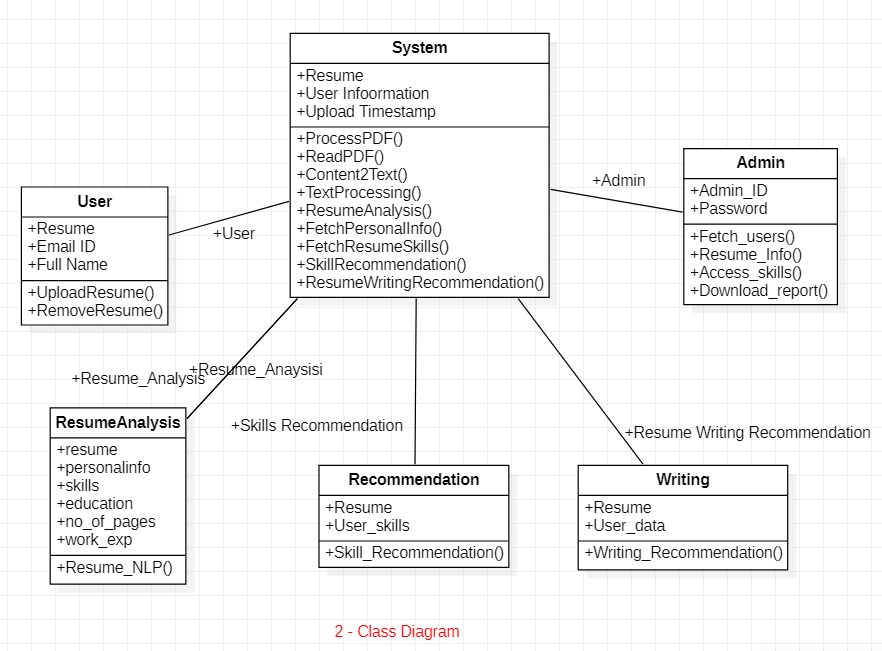 System
+Resume
+User Infoormation
+Upload Timestamp
+ProcessPDF()
+ReadPDF()
+Content2Text()
+TextProcessing()
+ResumeAnalysis()
+FetchPersonalInfo()
+FetchResumeSkills()
+SkillRecommendation()
+ResumeWritingRecommendation()
Admin
+Admin_ID
+Password
+Fetch_users()
+Resume_Info()
+Access_skills()
+Download_report()
+Admin
User
+Resume
+Email ID
+Full Name
+UploadResume()
+RemoveResume()
+User
+Resume_Anaysisi
+Resume_Analysis
+Skills Recommendation
+Resume Writing Recommendation
ResumeAnalysis
+resume
+personalinfo
+skills
+education
+no_of_pages
+work_exp
+Resume_NLP()
Recommendation
+Resume
+User_skills
+Skill_Recommendation()
Writing
+Resume
+User_data
+Writing_Recommendation()
2 - Class Diagram